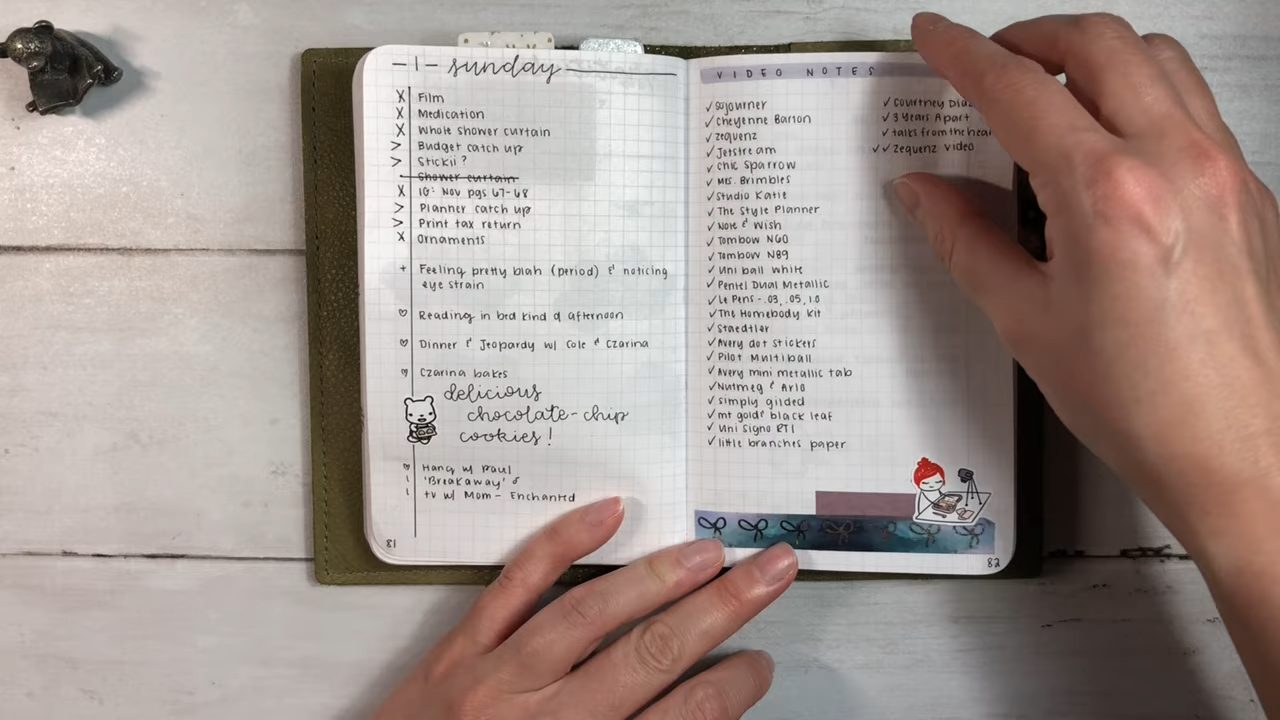 -1- sunday
X Film
X Medication
X Whole shower curtain
> Budget catch up
> Stickii?
Shower curtain
X IG: Nov pgs 67-68
> Planner catch up
> Print tax return
X Ornaments
+ Feeling pretty blah (period) & noticing
eye strain
♡ Reading in bed kind of afternoon
♡ Dinner & Jeopardy w/ Cole & Czarina
♡ Czarina bakes
delicious
chocolate-chip
cookies!
♡ Hang w/ Paul
'Breakaway' &
tv w/ Mom - Enchanted
81
VIDEO NOTES
✓ Sojourner
✓ Cheyenne Barton
✓ Zequenz
✓ Jetstream
✓ Chic Sparrow
✓ Mrs. Brimbles
✓ Studio Katie
✓ The Style Planner
✓ Note & Wish
✓ Tombow N60
✓ Tombow N89
✓ Uni ball white
✓ Pentel Dual Metallic
✓ Le Pens - .03, .05, 1.0
✓ The Homebody Kit
✓ Staedtler
✓ Avery dot stickers
✓ Pilot Multiball
✓ Avery mini metallic tab
✓ Nutmeg & Arlo
✓ Simply gilded
✓ mt gold & black leaf
✓ Uni Signo RT1
✓ little branches paper
✓ Courtney Diaz
✓ 3 Years Apart
✓ talks from the hear
✓✓ Zequenz video
82